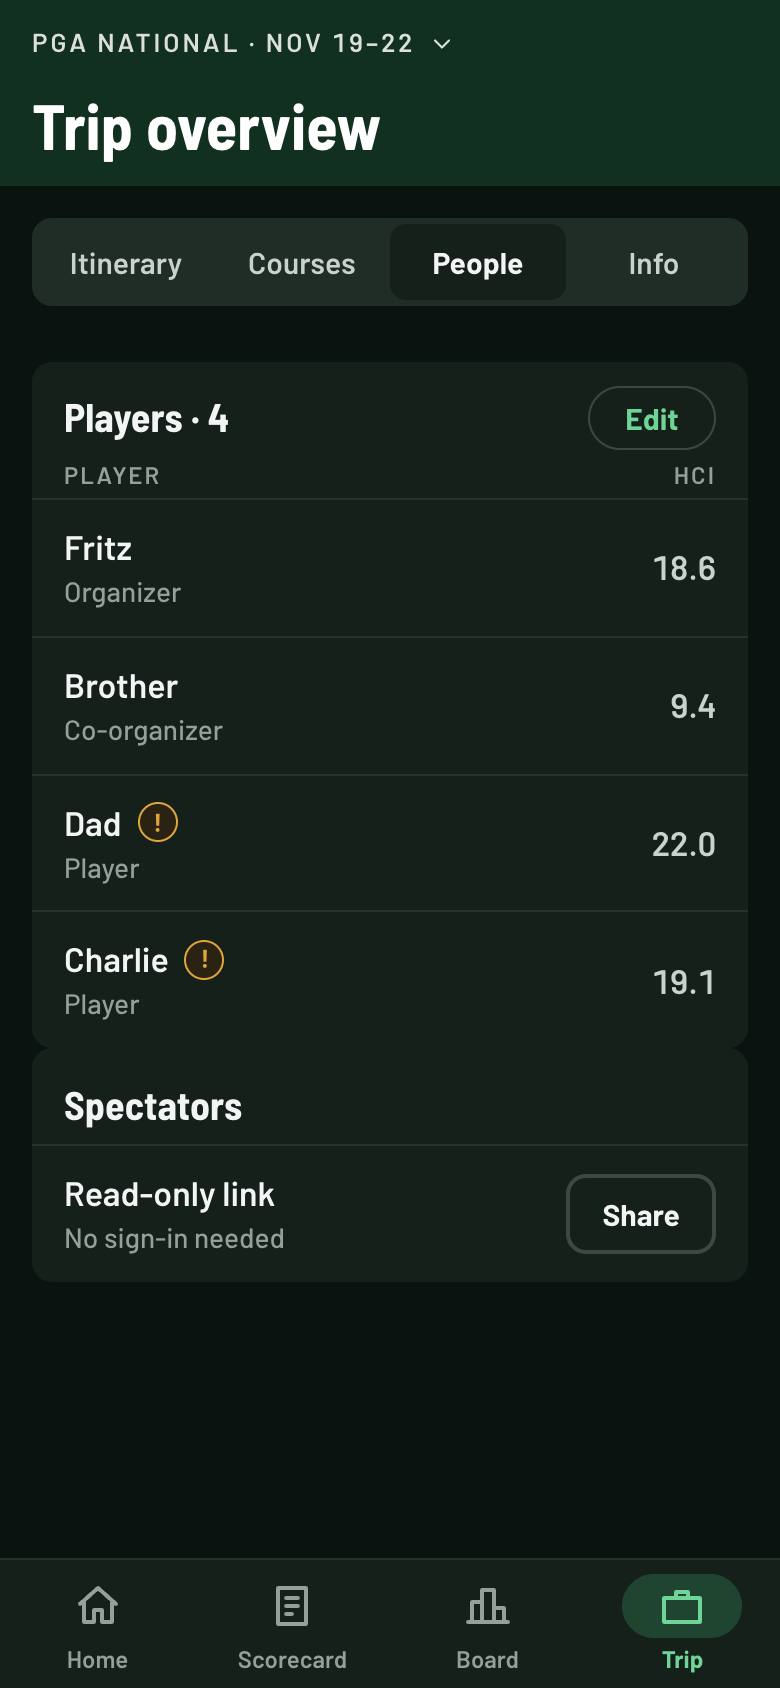 PGA NATIONAL · NOV 19–22
Trip overview
Itinerary Courses People Info
Players · 4 Edit
PLAYER HCI
Fritz
Organizer
18.6
Brother
Co-organizer
9.4
Dad !
Player
22.0
Charlie !
Player
19.1
Spectators
Read-only link
No sign-in needed
Share
Home Scorecard Board Trip